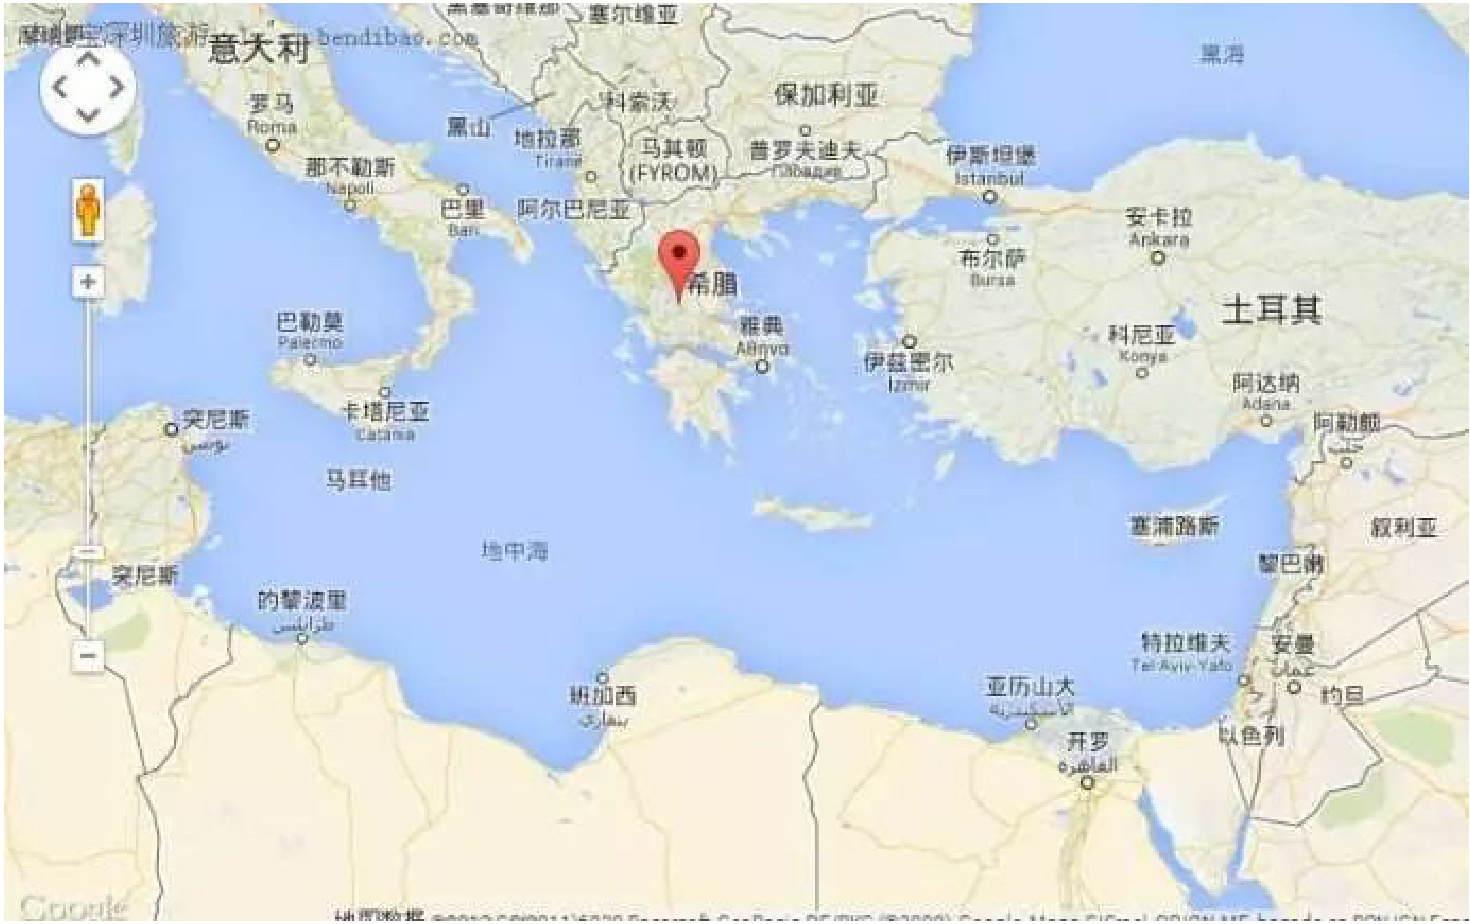 深圳旅游
bendibao.com
意大利
塞尔维亚
黑海
罗马
Roma
科索沃
保加利亚
黑山
地拉那
Tirane
马其顿
(FYROM)
普罗夫迪夫
Пловдив
伊斯坦堡
Istanbul
那不勒斯
Napoli
巴里
Bari
阿尔巴尼亚
安卡拉
Ankara
布尔萨
Bursa
希腊
土耳其
巴勒莫
Palermo
雅典
Αθήνα
伊兹密尔
Izmir
科尼亚
Konya
阿达纳
Adana
卡塔尼亚
Catania
突尼斯
تونس
阿勒颇
حلب
马耳他
塞浦路斯
叙利亚
地中海
黎巴嫩
突尼斯
的黎波里
طرابلس
特拉维夫
Tel Aviv-Yafo
安曼
عمان
班加西
بنغازي
亚历山大
الاسكندرية
约旦
以色列
开罗
القاهرة
Google
地图数据